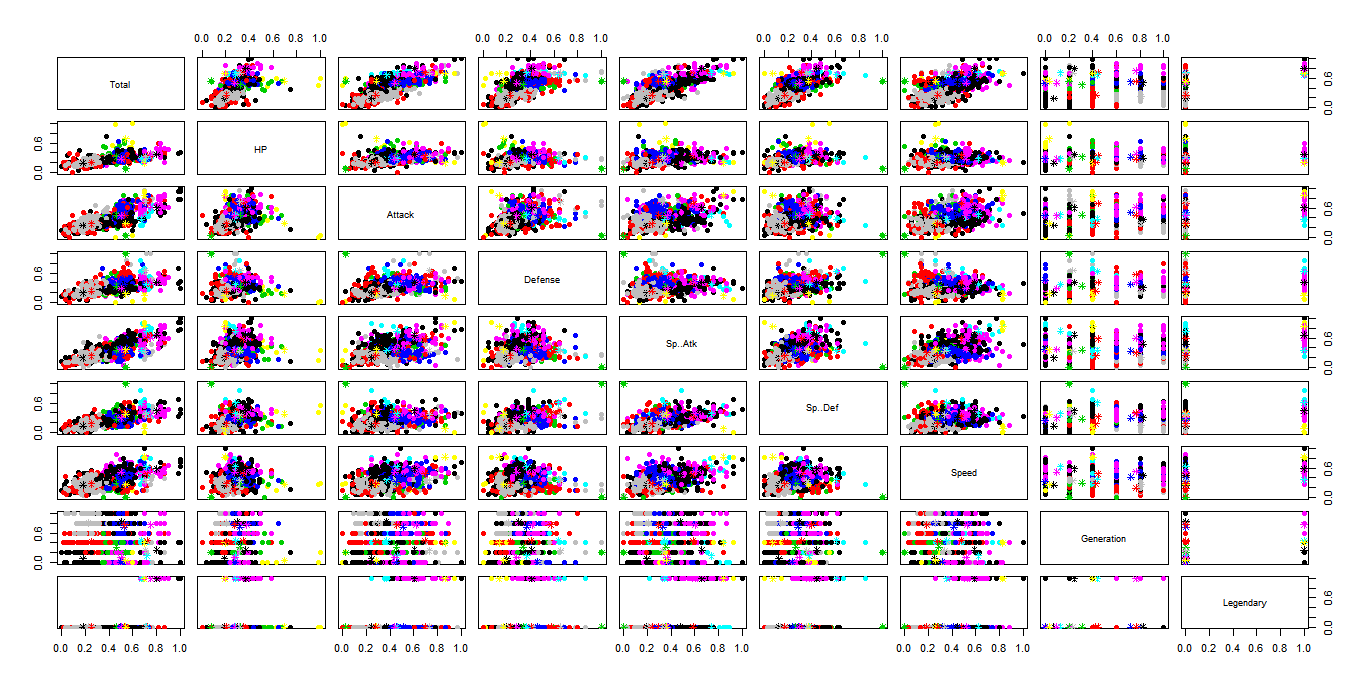 0.0 0.2 0.4 0.6 0.8 1.0 0.0 0.2 0.4 0.6 0.8 1.0 0.0 0.2 0.4 0.6 0.8 1.0 0.0 0.2 0.4 0.6 0.8 1.0
Total 0.0 0.6
0.0 0.6 HP
Attack 0.0 0.6
0.0 0.6 Defense
Sp..Atk 0.0 0.6
0.0 0.6 Sp..Def
Speed 0.0 0.6
0.0 0.6 Generation
Legendary 0.0 0.6
0.0 0.2 0.4 0.6 0.8 1.0 0.0 0.2 0.4 0.6 0.8 1.0 0.0 0.2 0.4 0.6 0.8 1.0 0.0 0.2 0.4 0.6 0.8 1.0 0.0 0.2 0.4 0.6 0.8 1.0